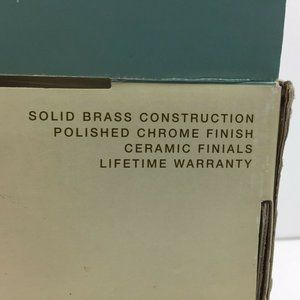 SOLID BRASS CONSTRUCTION
POLISHED CHROME FINISH
CERAMIC FINIALS
LIFETIME WARRANTY